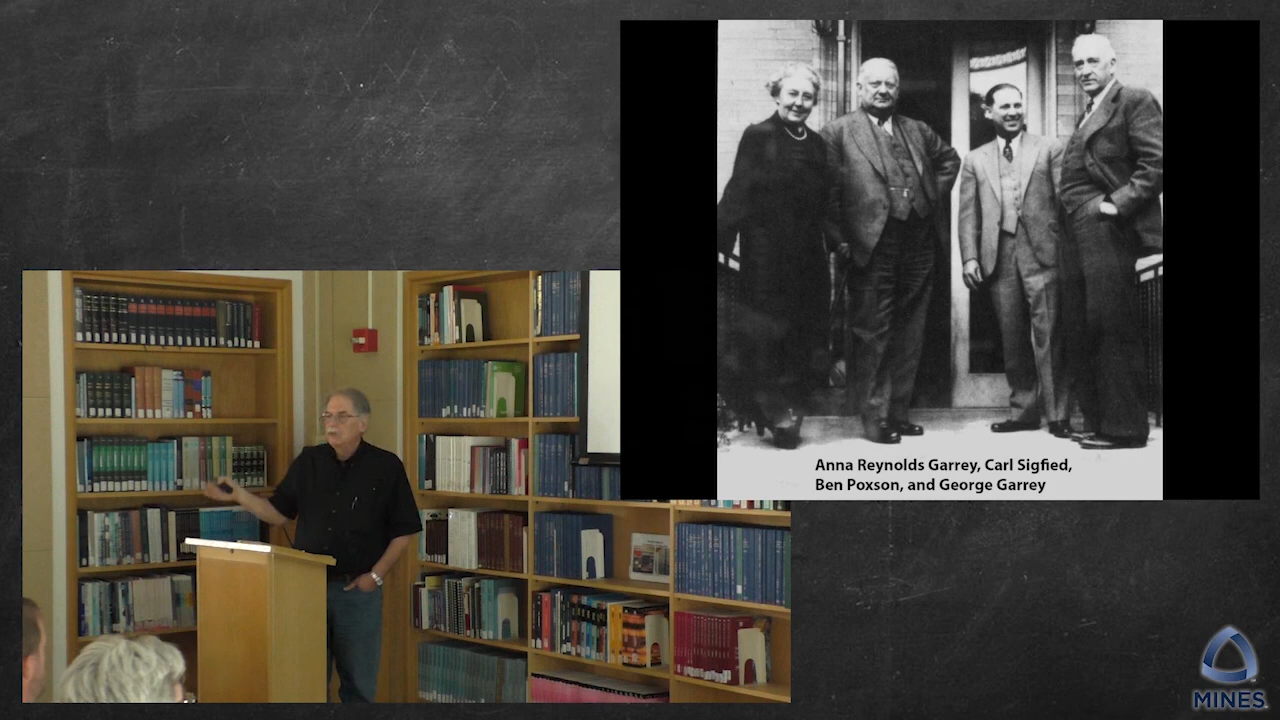 Anna Reynolds Garrey, Carl Sigfied,
Ben Poxson, and George Garrey
MINES